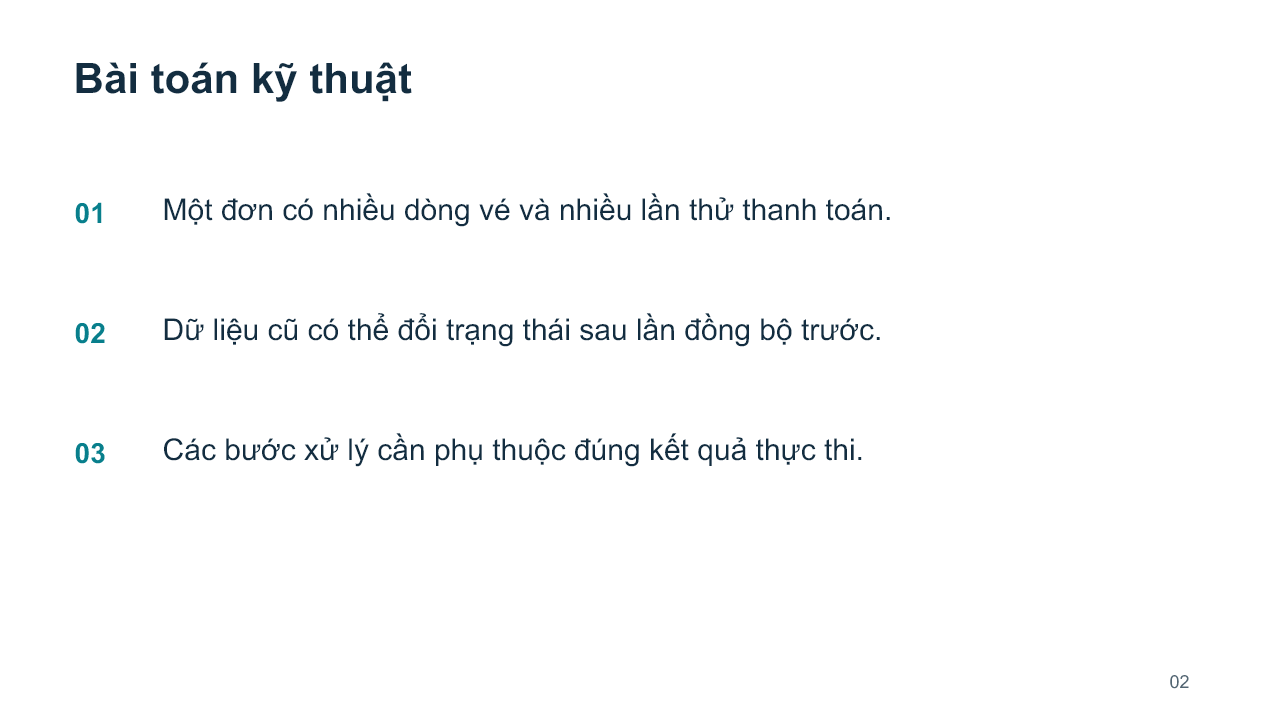 Bài toán kỹ thuật
01 Một đơn có nhiều dòng vé và nhiều lần thử thanh toán.
02 Dữ liệu cũ có thể đổi trạng thái sau lần đồng bộ trước.
03 Các bước xử lý cần phụ thuộc đúng kết quả thực thi.
02